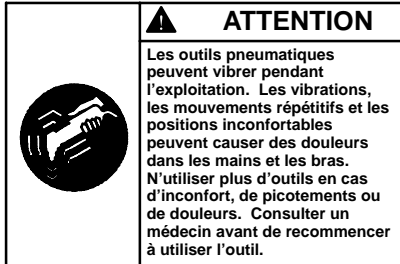 ATTENTION
Les outils pneumatiques
peuvent vibrer pendant
l'exploitation. Les vibrations,
les mouvements répétitifs et les
positions inconfortables
peuvent causer des douleurs
dans les mains et les bras.
N'utiliser plus d'outils en cas
d'inconfort, de picotements ou
de douleurs. Consulter un
médecin avant de recommencer
à utiliser l'outil.